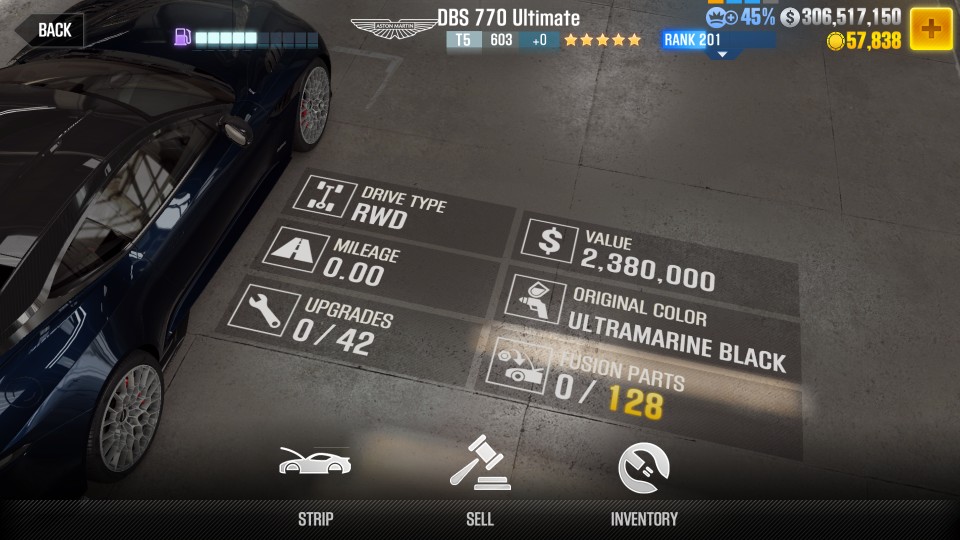 BACK
ASTON MARTIN
DBS 770 Ultimate
T5 603 +0
45%
306,517,150
RANK 201
57,838
DRIVE TYPE
RWD
MILEAGE
0.00
UPGRADES
0/42
VALUE
2,380,000
ORIGINAL COLOR
ULTRAMARINE BLACK
FUSION PARTS
0/128
STRIP
SELL
INVENTORY